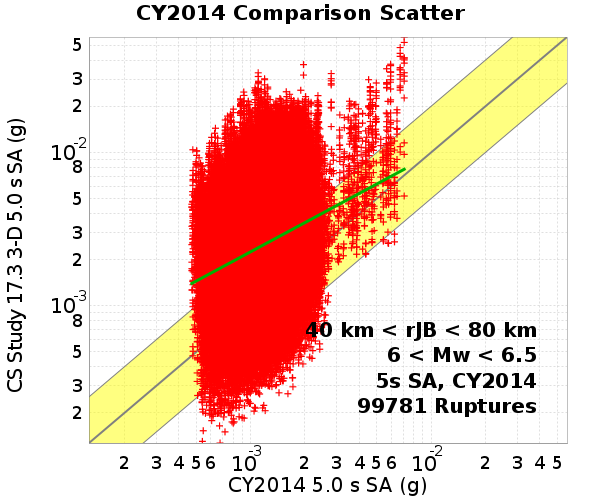 CY2014 Comparison Scatter
CS Study 17.3 3-D 5.0 s SA (g)
5
3
2
10-2
8
5
3
2
10-3
8
5
3
2
40 km < rJB < 80 km
6 < Mw < 6.5
5s SA, CY2014
99781 Ruptures
2 3 4 5 6 10-3 2 3 4 5 6 10-2 2 3 4 5
CY2014 5.0 s SA (g)